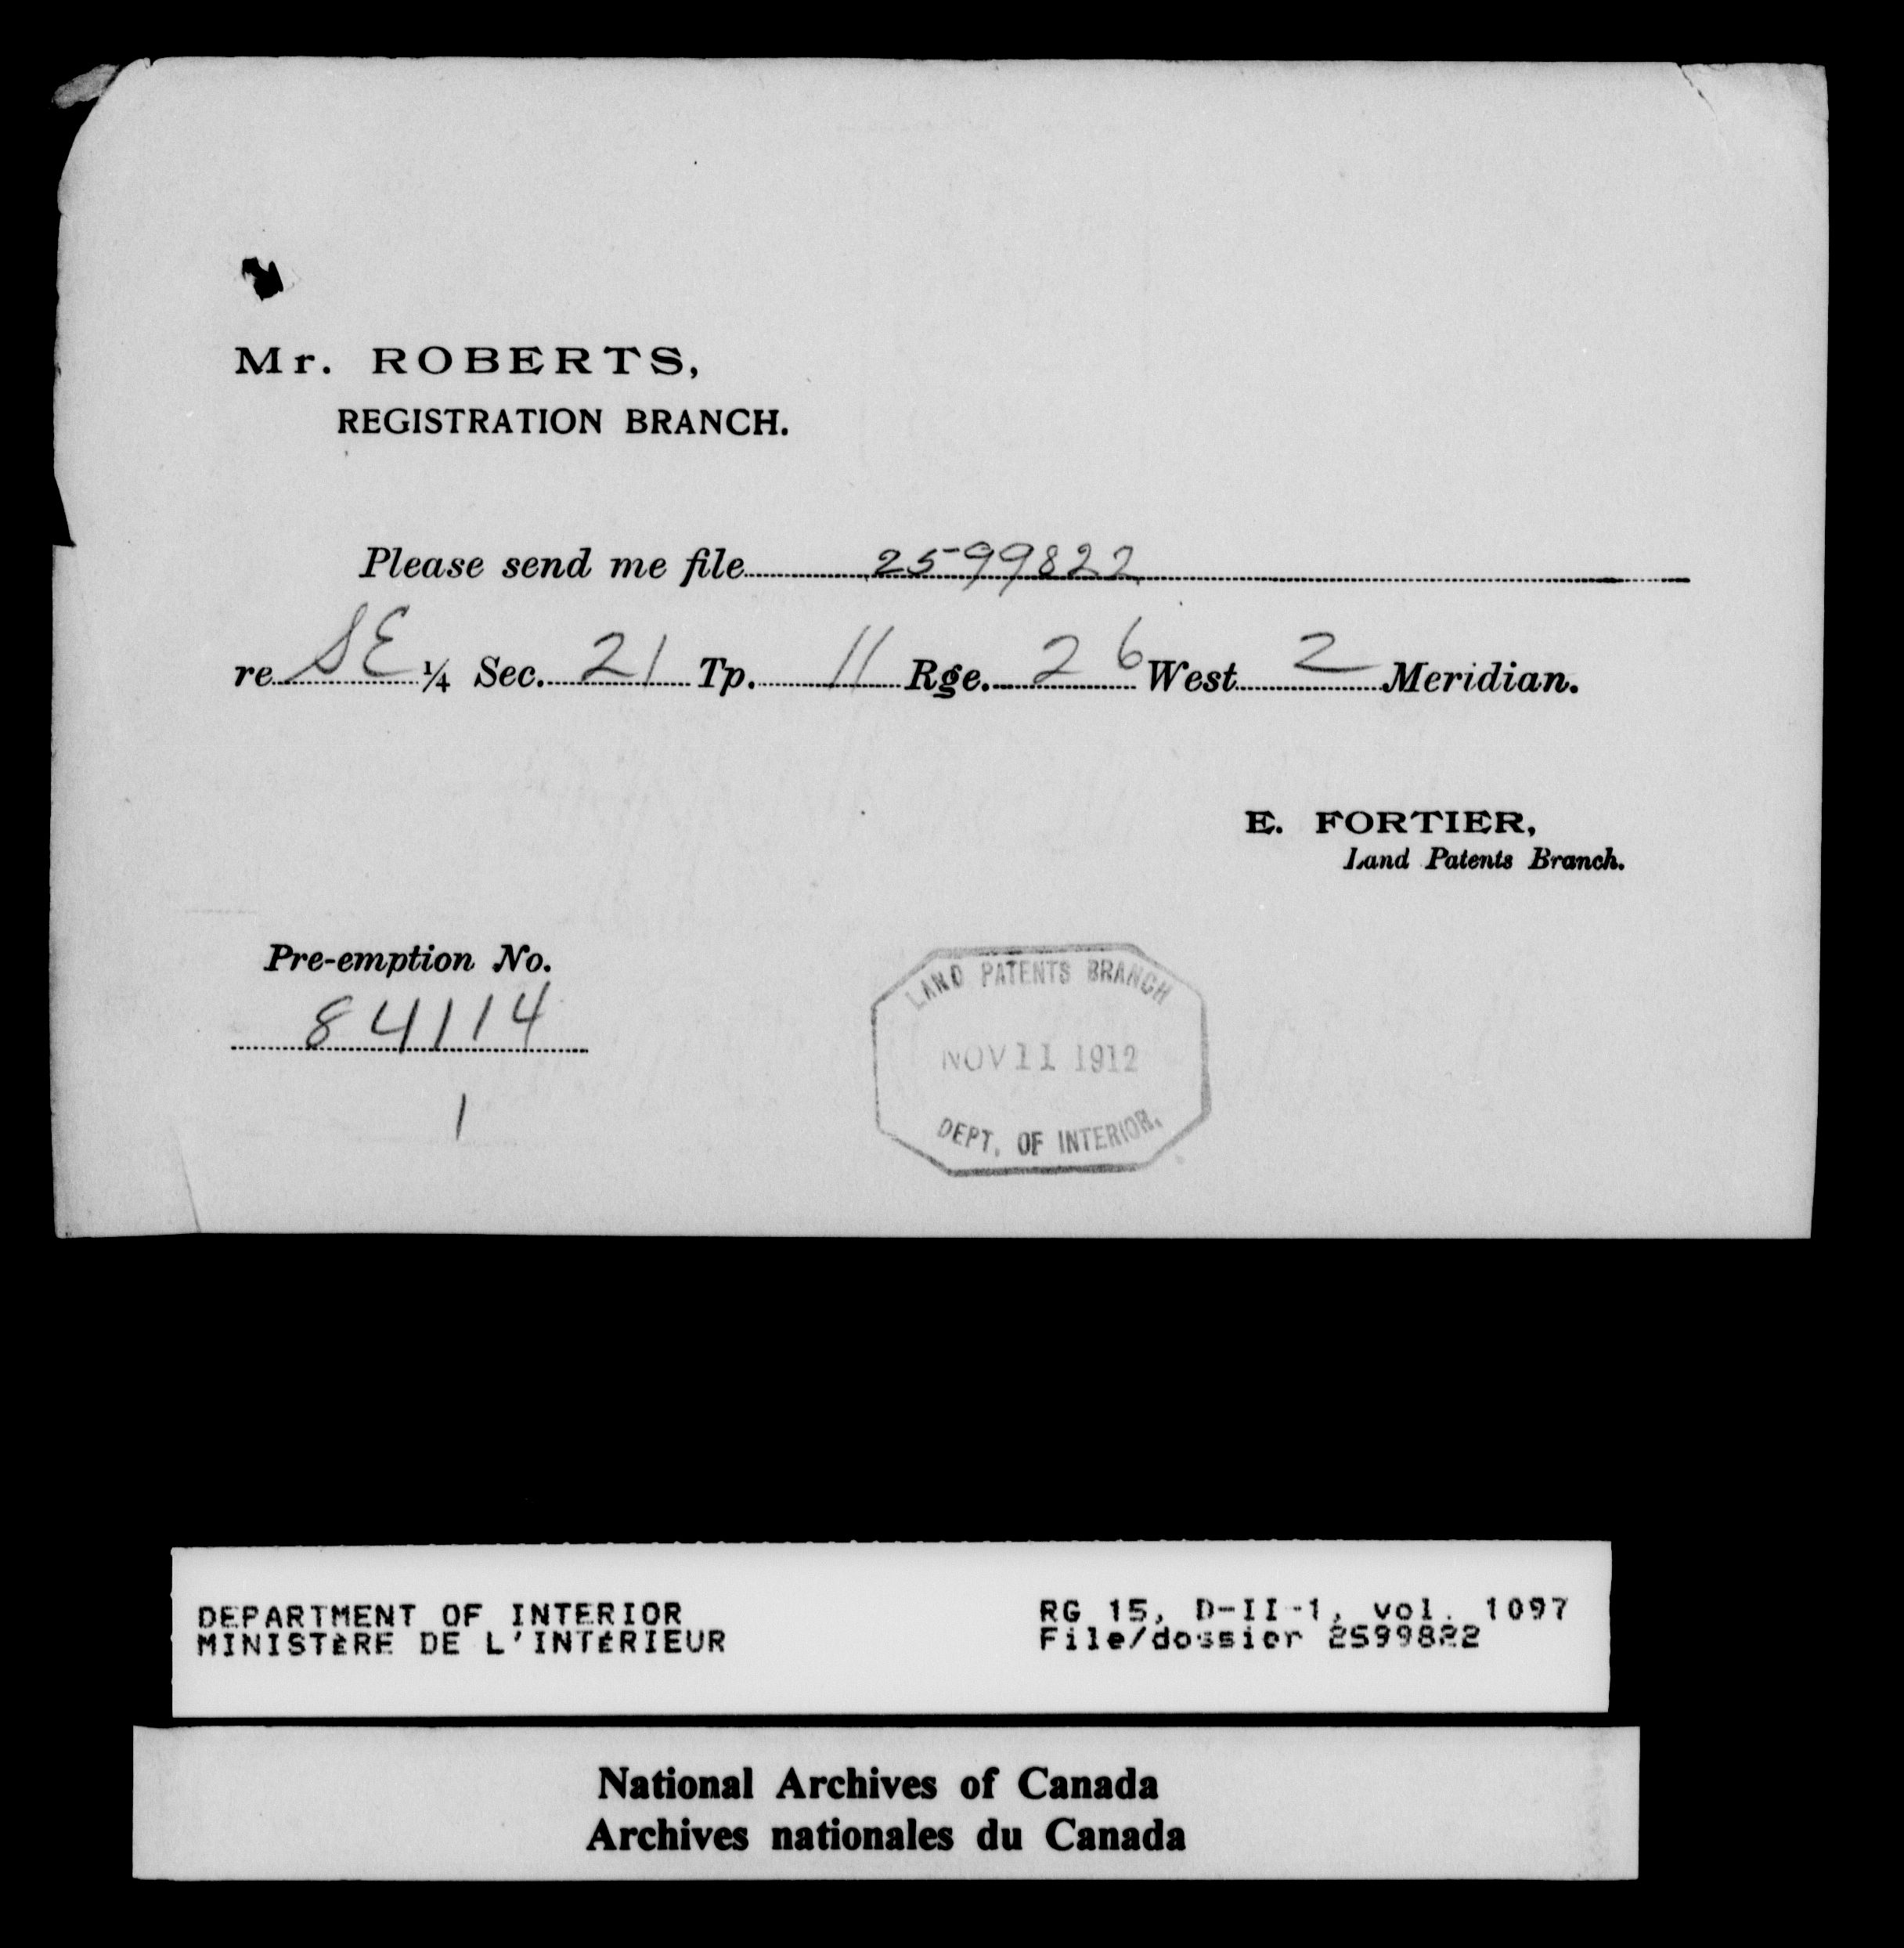 Mr. ROBERTS,
REGISTRATION BRANCH.
Please send me file 2599822
re SE ¼ Sec. 21 Tp. 11 Rge. 26 West 2 Meridian.
E. FORTIER,
Land Patents Branch.
Pre-emption No.
84114
1
LAND PATENTS BRANCH
NOV 11 1912
DEPT. OF INTERIOR.
DEPARTMENT OF INTERIOR
MINISTÈRE DE L'INTÉRIEUR
RG 15, D-II-1, vol. 1097
File/dossier 2599822
National Archives of Canada
Archives nationales du Canada